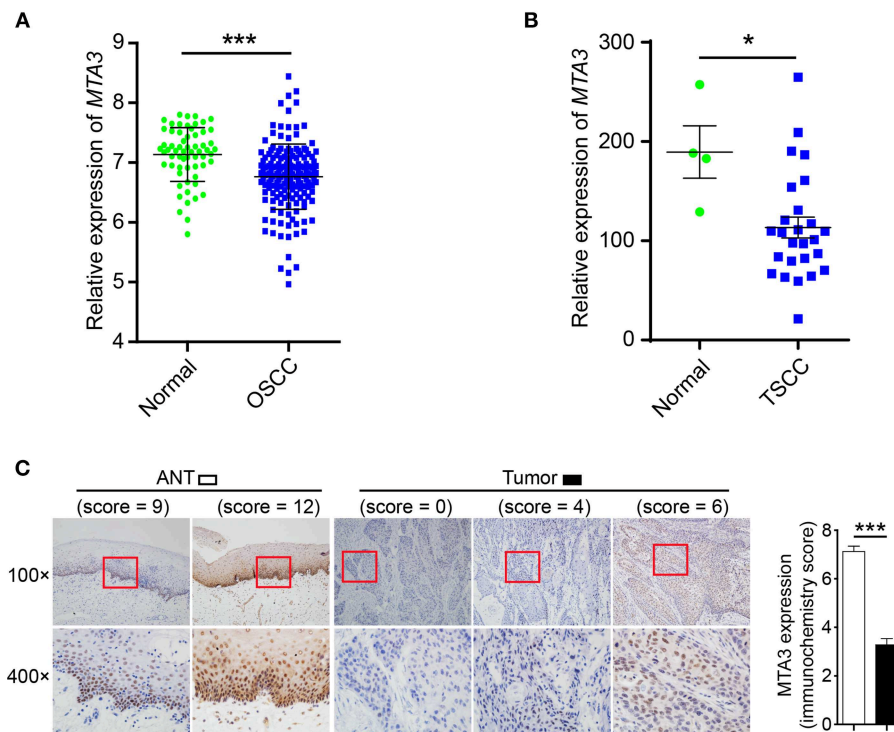 A
***
Relative expression of MTA3
9
8
7
6
5
4
Normal
OSCC
B
*
Relative expression of MTA3
300
200
100
0
Normal
TSCC
C
ANT
Tumor
(score = 9)
(score = 12)
(score = 0)
(score = 4)
(score = 6)
100×
400×
MTA3 expression
(immunochemistry score)
8
6
4
2
0
***